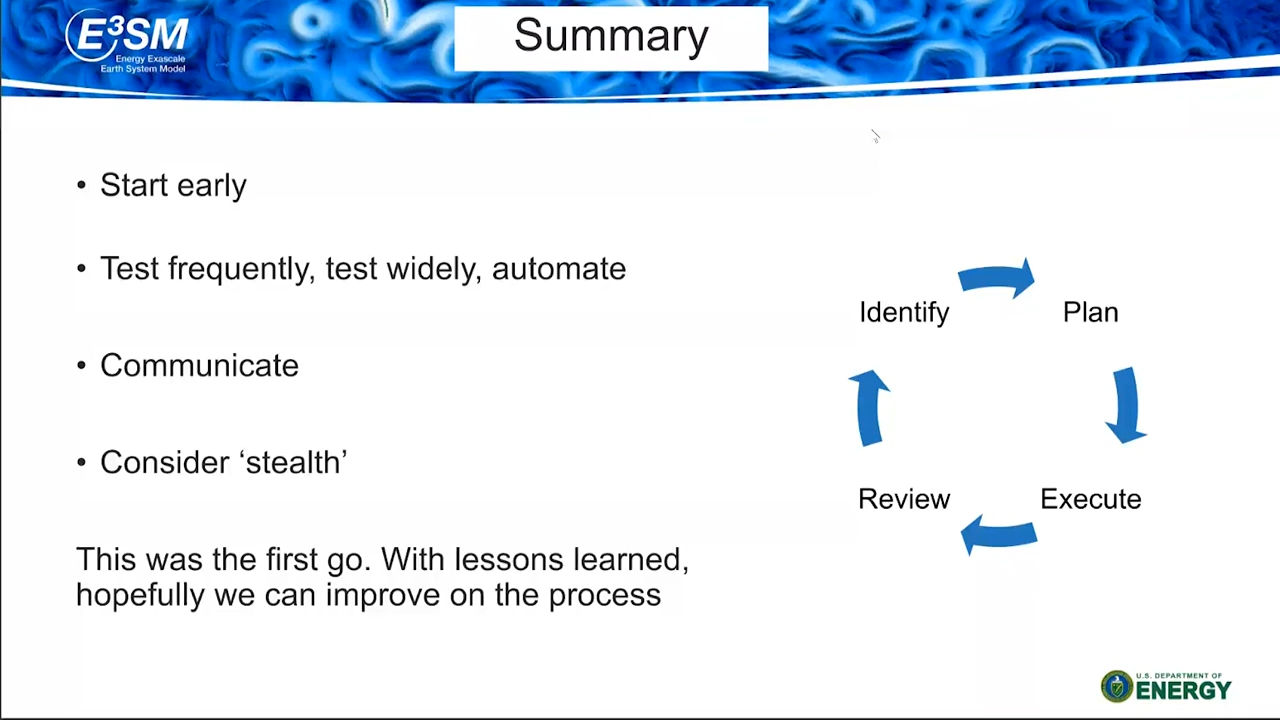 E3SM
Energy Exascale
Earth System Model
Summary
• Start early
• Test frequently, test widely, automate
• Communicate
• Consider ‘stealth’
This was the first go. With lessons learned,
hopefully we can improve on the process
Identify
Plan
Review
Execute
U.S. DEPARTMENT OF
ENERGY